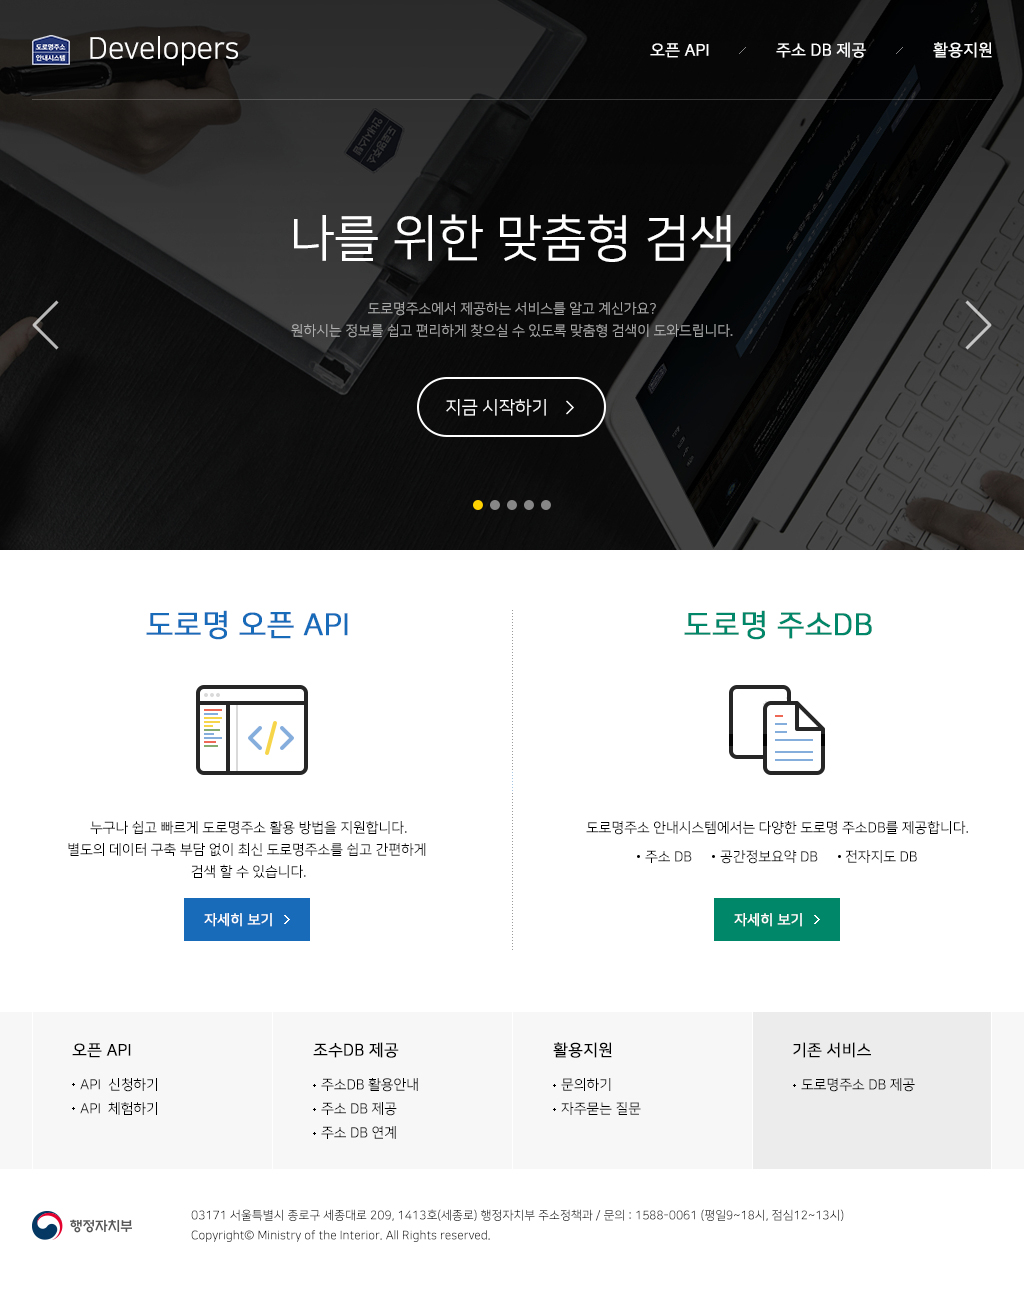 도로명주소
안내시스템
Developers
오픈 API
주소 DB 제공
활용지원
도로명주소
안내시스템
나를 위한 맞춤형 검색
도로명주소에서 제공하는 서비스를 알고 계신가요?
원하시는 정보를 쉽고 편리하게 찾으실 수 있도록 맞춤형 검색이 도와드립니다.
지금 시작하기
도로명 오픈 API
누구나 쉽고 빠르게 도로명주소 활용 방법을 지원합니다.
별도의 데이터 구축 부담 없이 최신 도로명주소를 쉽고 간편하게
검색 할 수 있습니다.
자세히 보기
도로명 주소DB
도로명주소 안내시스템에서는 다양한 도로명 주소DB를 제공합니다.
• 주소 DB • 공간정보요약 DB • 전자지도 DB
자세히 보기
오픈 API
• API 신청하기
• API 체험하기
조수DB 제공
• 주소DB 활용안내
• 주소 DB 제공
• 주소 DB 연계
활용지원
• 문의하기
• 자주묻는 질문
기존 서비스
• 도로명주소 DB 제공
행정자치부
03171 서울특별시 종로구 세종대로 209, 1413호(세종로) 행정자치부 주소정책과 / 문의 : 1588-0061 (평일9~18시, 점심12~13시)
Copyright© Ministry of the Interior. All Rights reserved.